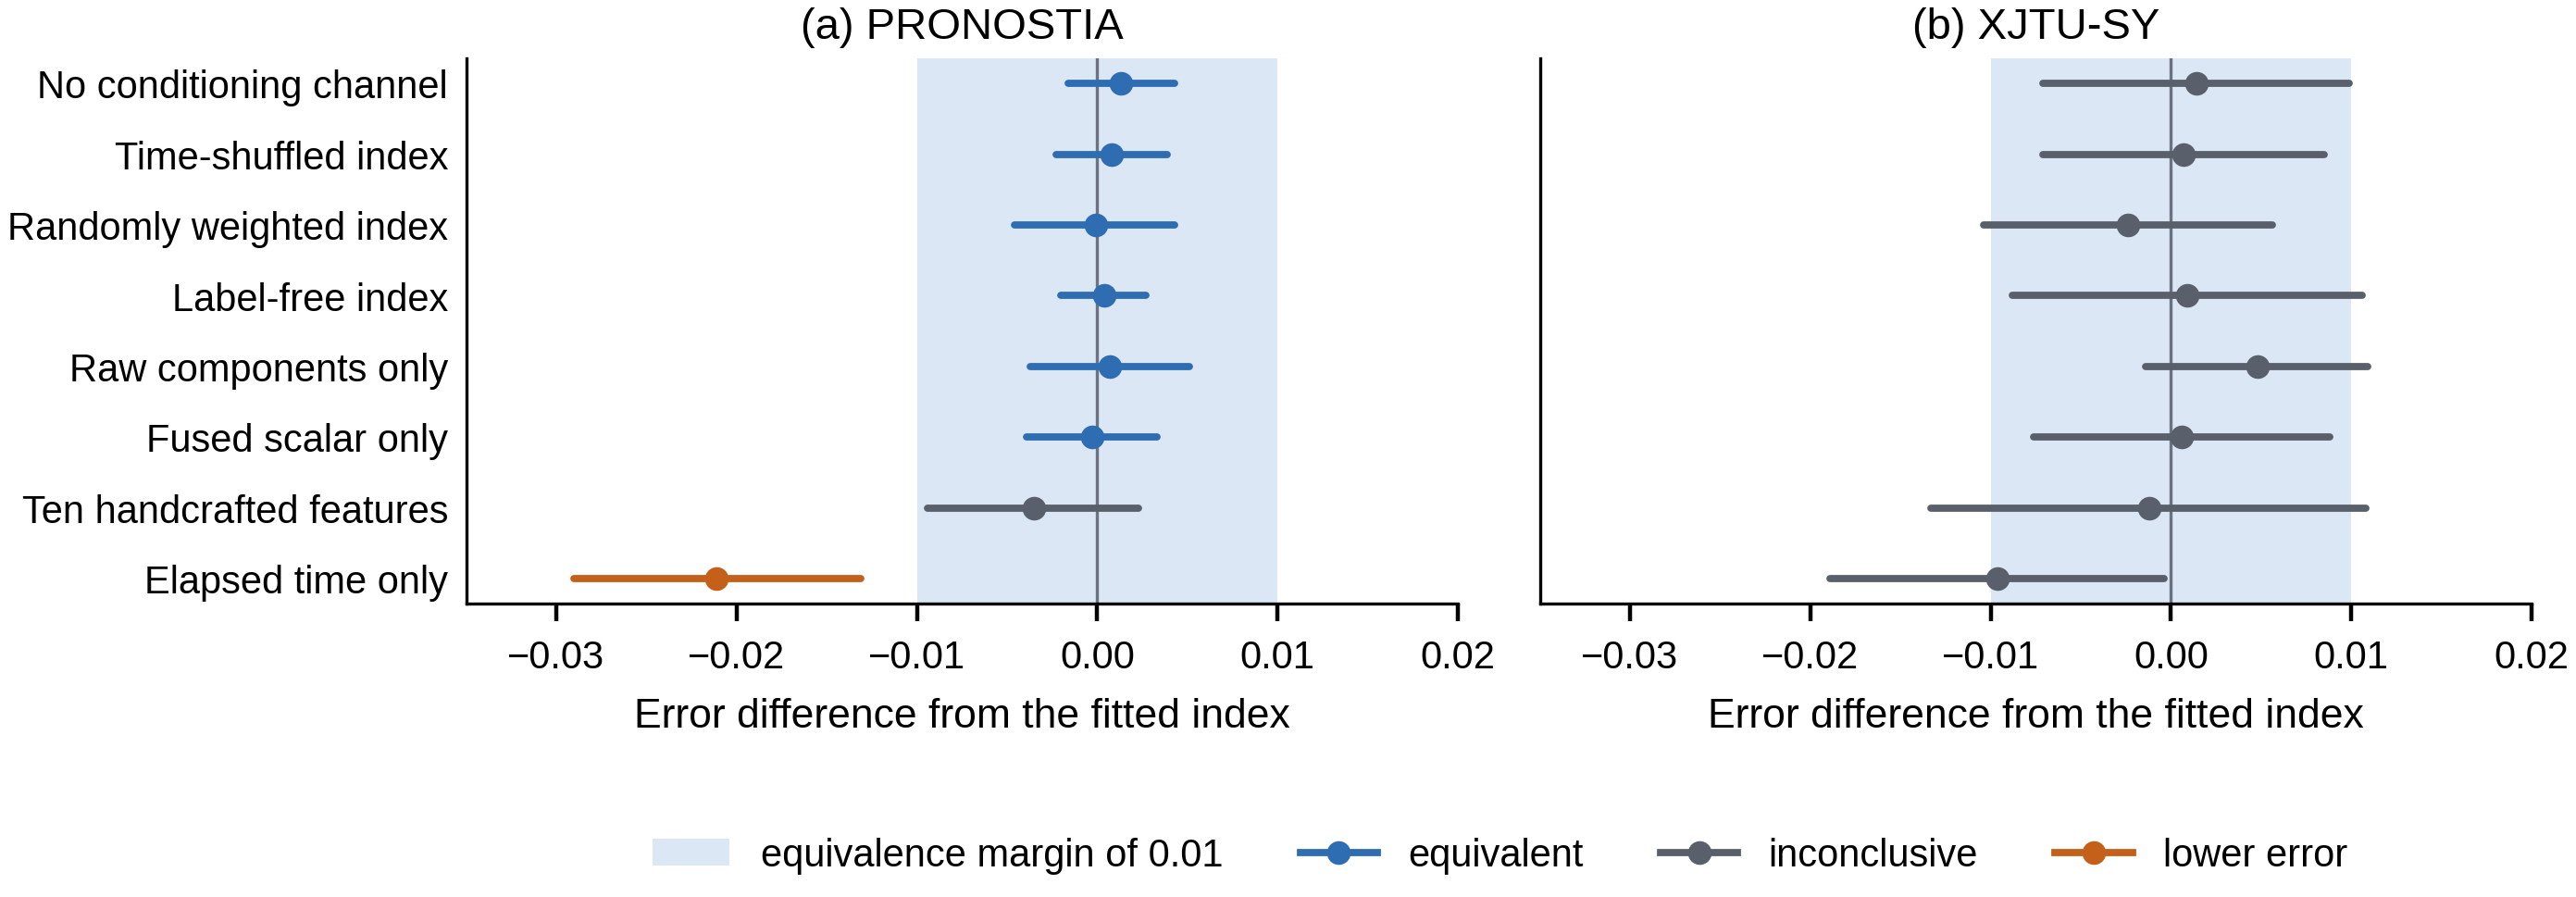 (a) PRONOSTIA
(b) XJTU-SY
No conditioning channel
Time-shuffled index
Randomly weighted index
Label-free index
Raw components only
Fused scalar only
Ten handcrafted features
Elapsed time only
−0.03 −0.02 −0.01 0.00 0.01 0.02
−0.03 −0.02 −0.01 0.00 0.01 0.02
Error difference from the fitted index
Error difference from the fitted index
equivalence margin of 0.01 equivalent inconclusive lower error